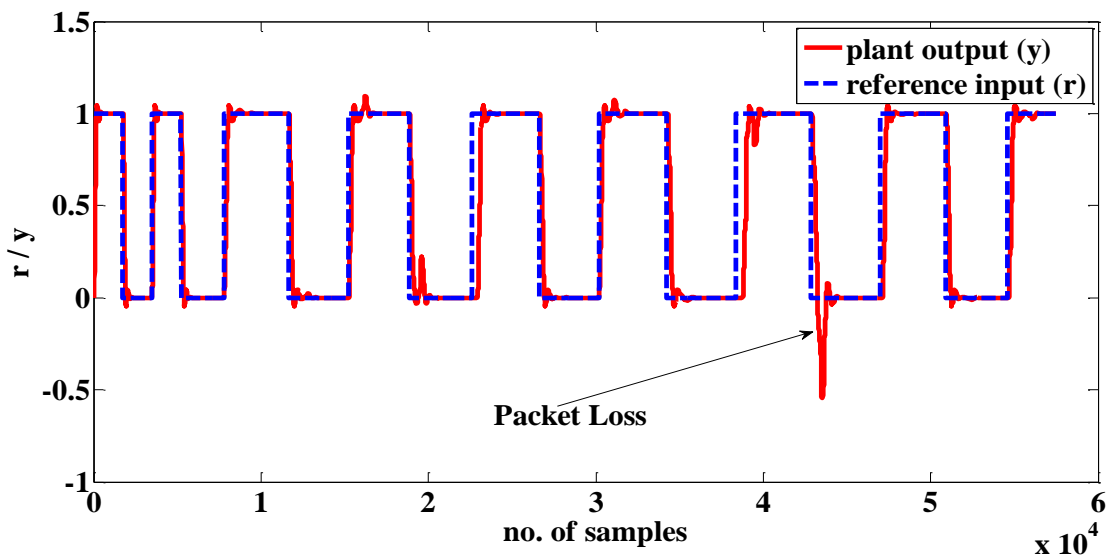 1.5
1
0.5
0
-0.5
-1
r / y
plant output (y)
reference input (r)
Packet Loss
0
1
2
3
4
5
6
no. of samples
x 10^4